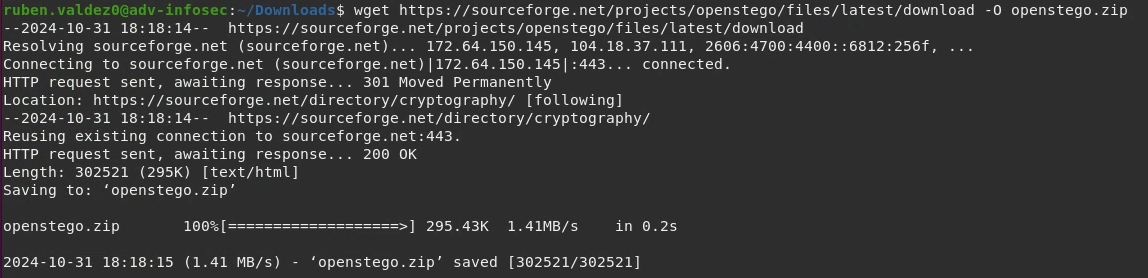 ruben.valdez0@adv-infosec:~/Downloads$ wget https://sourceforge.net/projects/openstego/files/latest/download -O openstego.zip
--2024-10-31 18:18:14--  https://sourceforge.net/projects/openstego/files/latest/download
Resolving sourceforge.net (sourceforge.net)... 172.64.150.145, 104.18.37.111, 2606:4700:4400::6812:256f, ...
Connecting to sourceforge.net (sourceforge.net)|172.64.150.145|:443... connected.
HTTP request sent, awaiting response... 301 Moved Permanently
Location: https://sourceforge.net/directory/cryptography/ [following]
--2024-10-31 18:18:14--  https://sourceforge.net/directory/cryptography/
Reusing existing connection to sourceforge.net:443.
HTTP request sent, awaiting response... 200 OK
Length: 302521 (295K) [text/html]
Saving to: ‘openstego.zip’

openstego.zip       100%[===================>] 295.43K  1.41MB/s    in 0.2s

2024-10-31 18:18:15 (1.41 MB/s) - ‘openstego.zip’ saved [302521/302521]